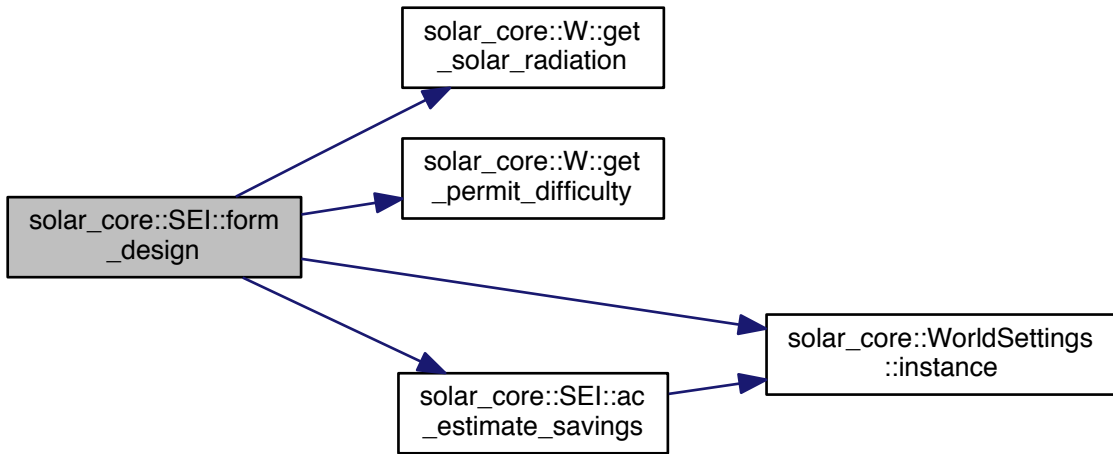 solar_core::W::get
_solar_radiation
solar_core::W::get
_permit_difficulty
solar_core::SEI::form
_design
solar_core::WorldSettings
::instance
solar_core::SEI::ac
_estimate_savings